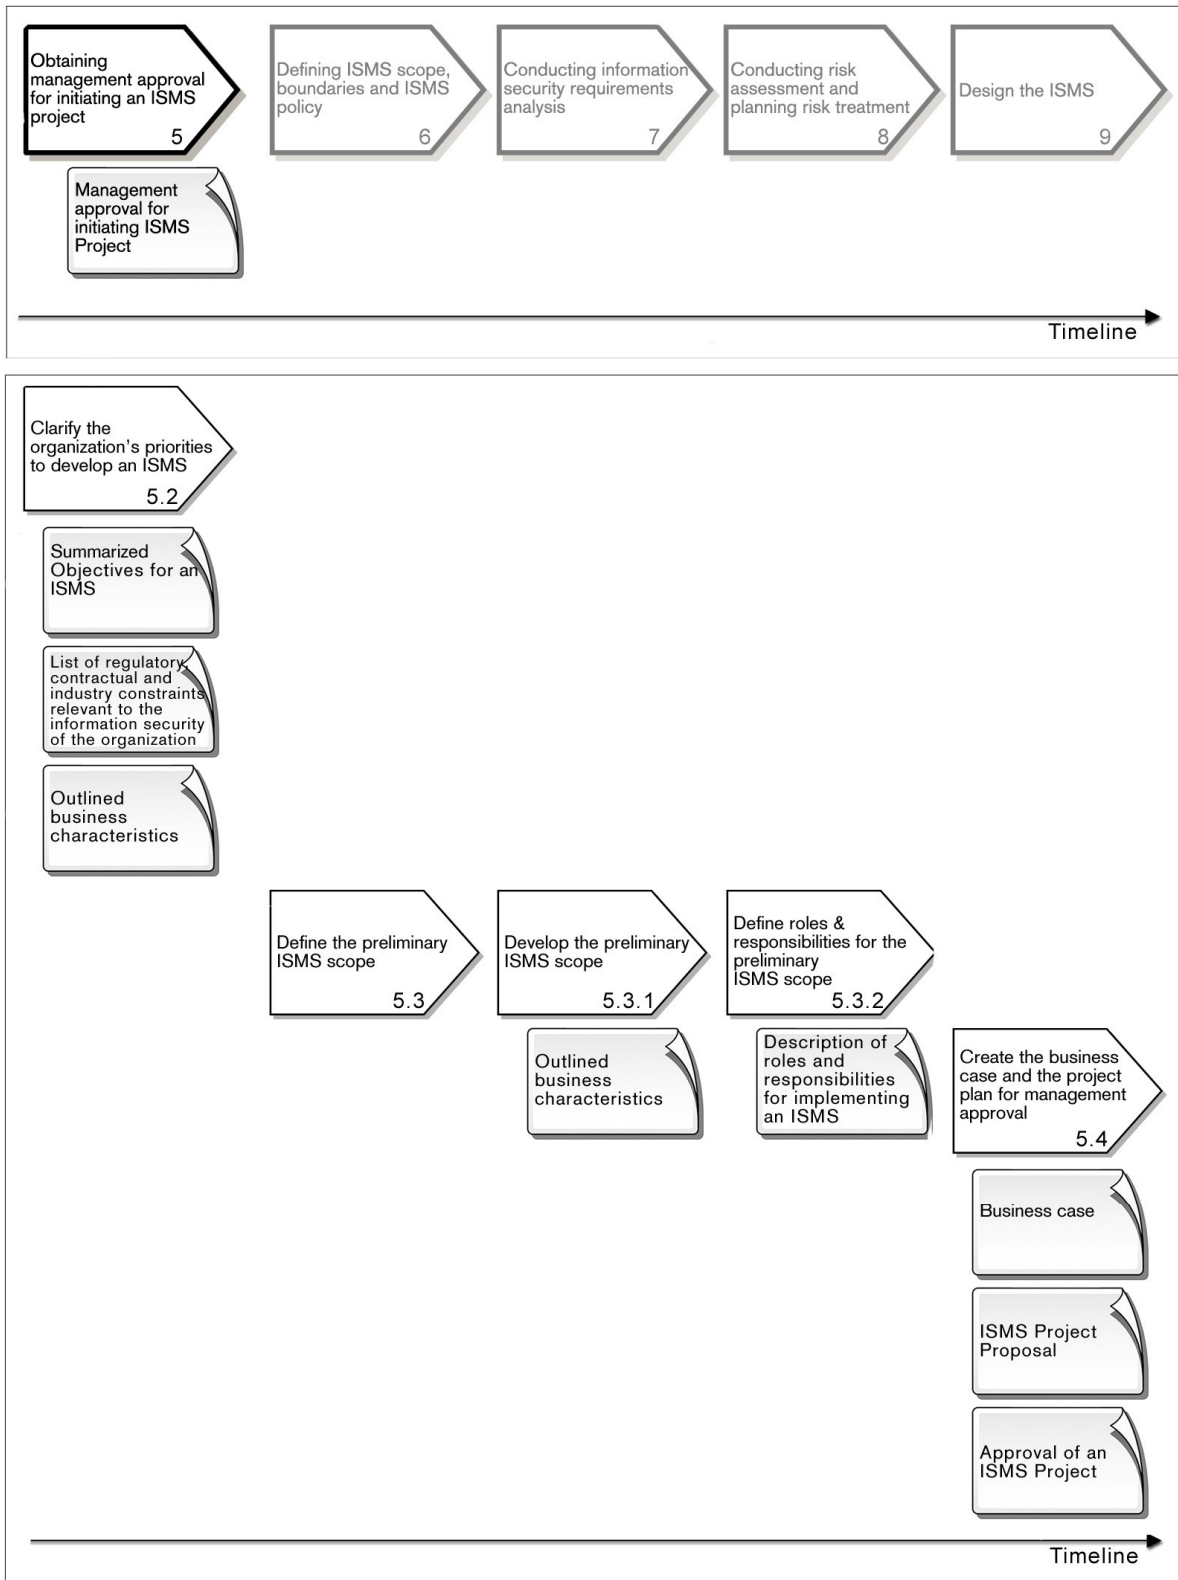 Obtaining
management approval
for initiating an ISMS
project
5
Defining ISMS scope,
boundaries and ISMS
policy
6
Conducting information
security requirements
analysis
7
Conducting risk
assessment and
planning risk treatment
8
Design the ISMS
9
Management
approval for
initiating ISMS
Project
Timeline
Clarify the
organization's priorities
to develop an ISMS
5.2
Summarized
Objectives for an
ISMS
List of regulatory,
contractual and
industry constraints
relevant to the
information security
of the organization
Outlined
business
characteristics
Define the preliminary
ISMS scope
5.3
Develop the preliminary
ISMS scope
5.3.1
Define roles &
responsibilities for the
preliminary
ISMS scope
5.3.2
Outlined
business
characteristics
Description of
roles and
responsibilities
for implementing
an ISMS
Create the business
case and the project
plan for management
approval
5.4
Business case
ISMS Project
Proposal
Approval of an
ISMS Project
Timeline